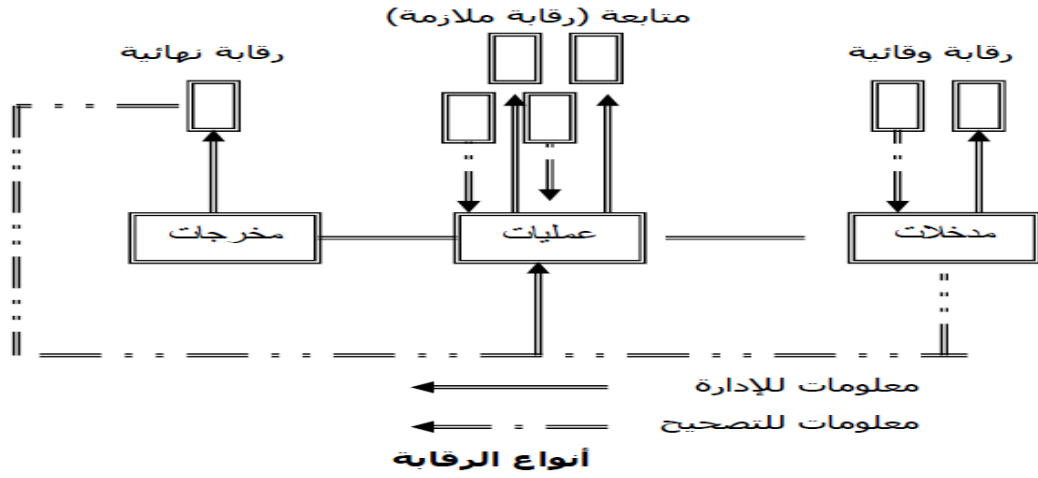 متابعة (رقابة ملازمة)
رقابة وقائية
رقابة نهائية
مدخلات
عمليات
مخرجات
معلومات للإدارة
معلومات للتصحيح
أنواع الرقابة